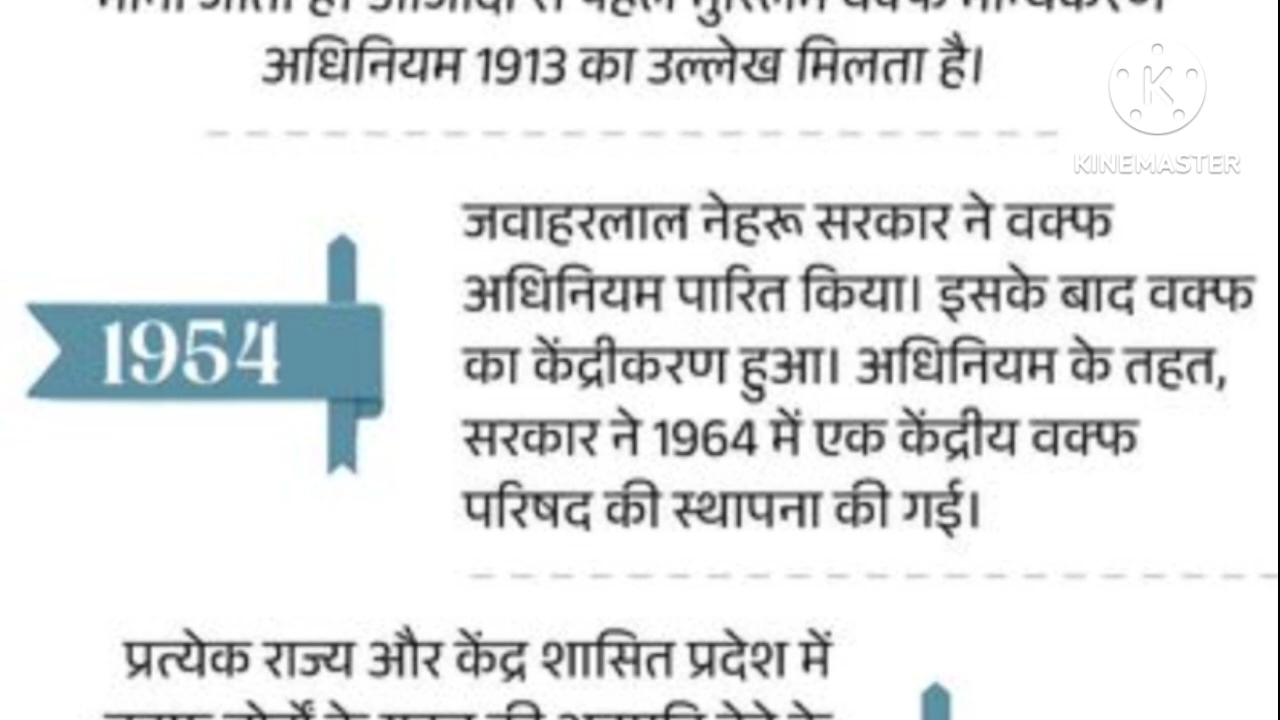 अधिनियम 1913 का उल्लेख मिलता है।
K
KINEMASTER
जवाहरलाल नेहरू सरकार ने वक्फ
अधिनियम पारित किया। इसके बाद वक्फ
का केंद्रीकरण हुआ। अधिनियम के तहत,
1954
सरकार ने 1964 में एक केंद्रीय वक्फ
परिषद की स्थापना की गई।
प्रत्येक राज्य और केंद्र शासित प्रदेश में